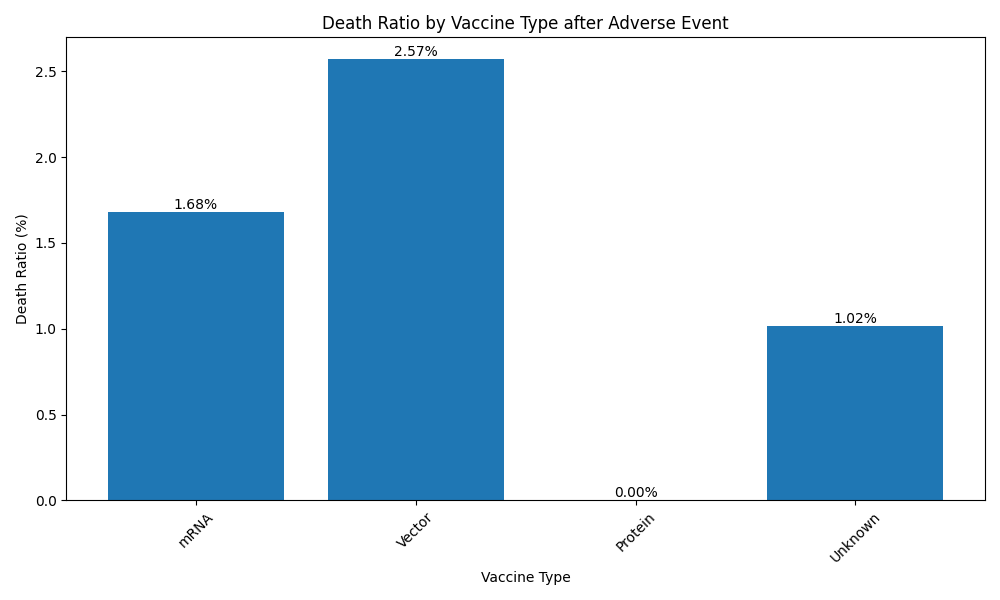 Death Ratio by Vaccine Type after Adverse Event
Death Ratio (%)
2.5
2.0
1.5
1.0
0.5
0.0
1.68%
2.57%
0.00%
1.02%
mRNA
Vector
Protein
Unknown
Vaccine Type